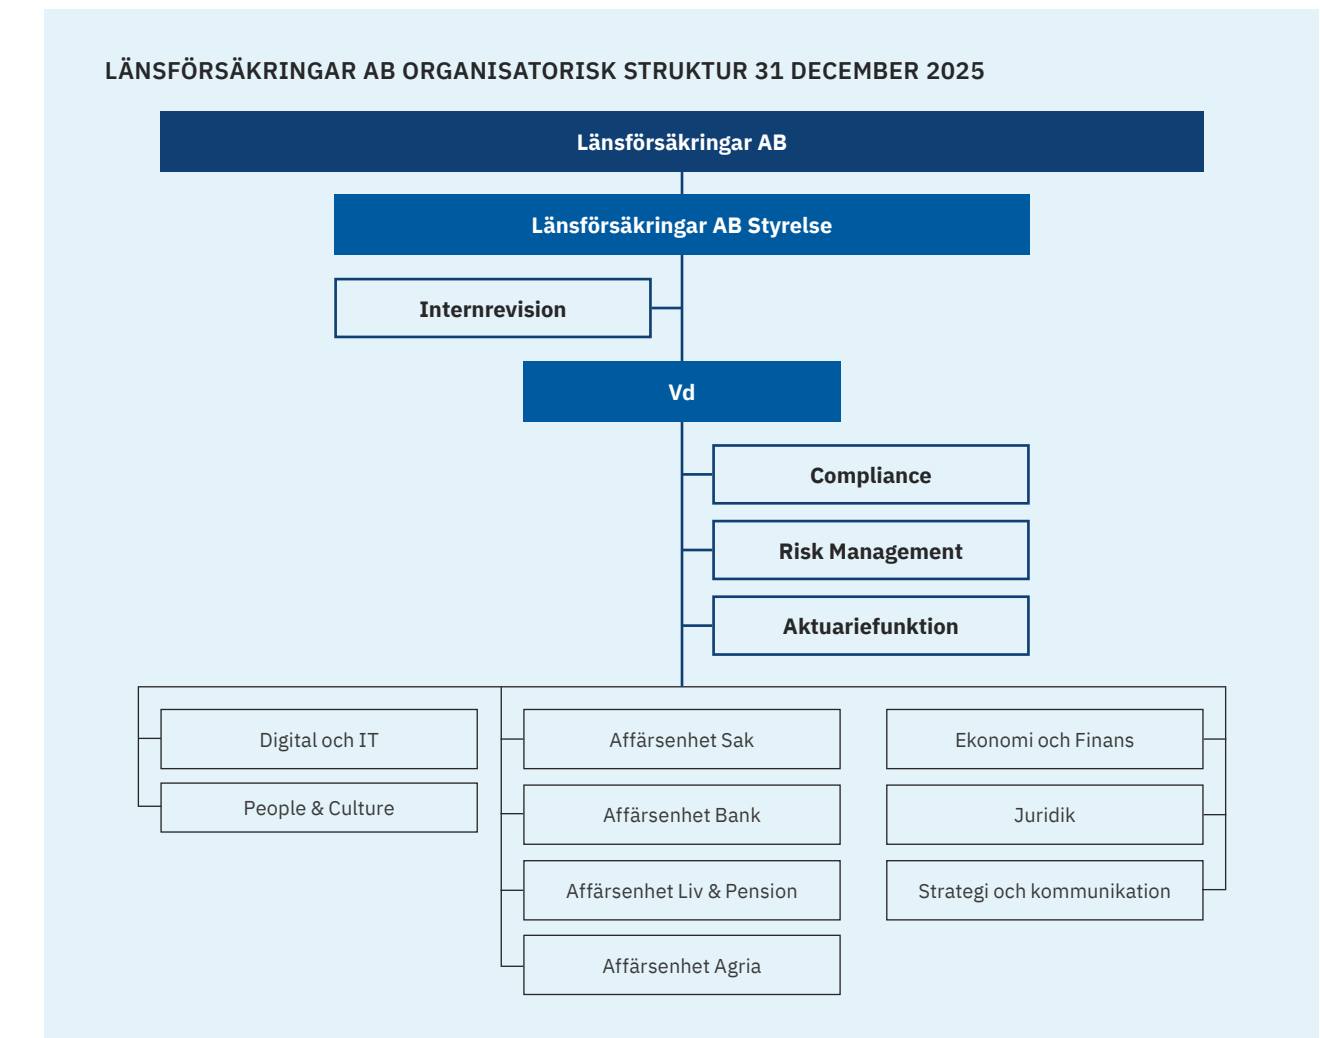 LÄNSFÖRSÄKRINGAR AB ORGANISATORISK STRUKTUR 31 DECEMBER 2025
Länsförsäkringar AB
Länsförsäkringar AB Styrelse
Internrevision
Vd
Compliance
Risk Management
Aktuariefunktion
Digital och IT
People & Culture
Affärsenhet Sak
Affärsenhet Bank
Affärsenhet Liv & Pension
Affärsenhet Agria
Ekonomi och Finans
Juridik
Strategi och kommunikation